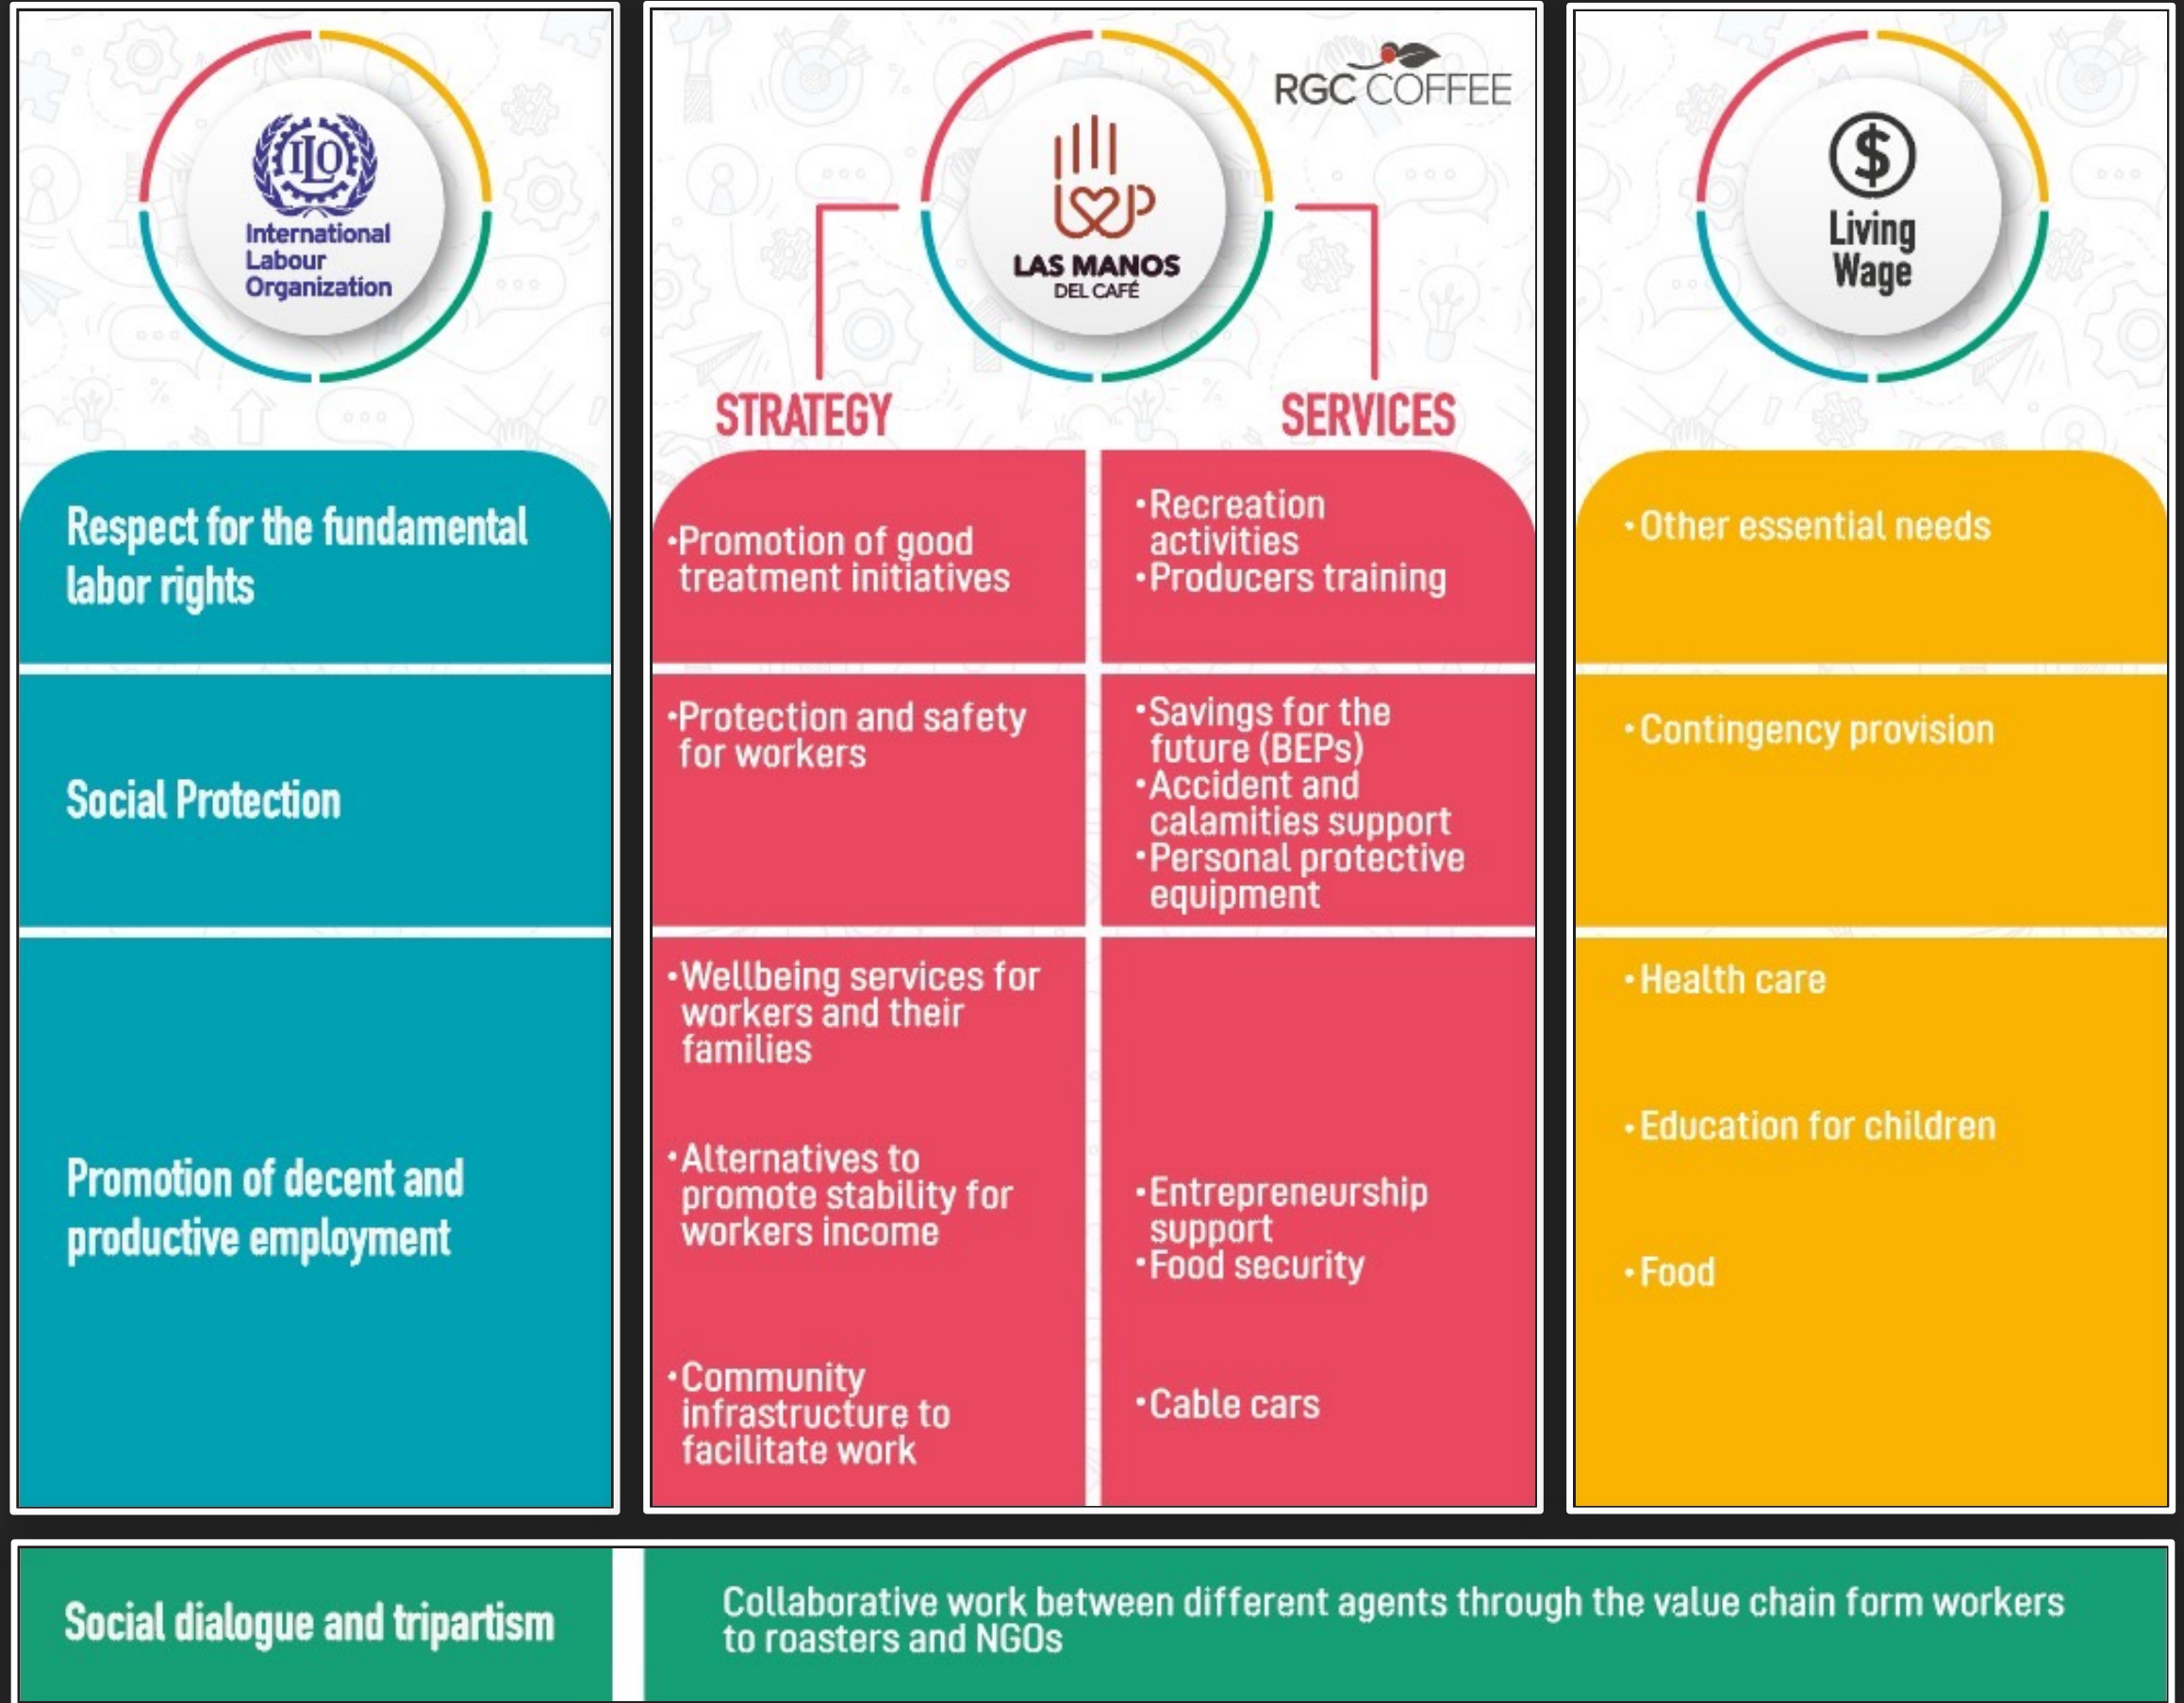 ILO
International
Labour
Organization
RGC COFFEE
LAS MANOS
DEL CAFÉ
STRATEGY
SERVICES
$
Living
Wage
Respect for the fundamental
labor rights
•Promotion of good
treatment initiatives
•Recreation
activities
•Producers training
•Other essential needs
Social Protection
•Protection and safety
for workers
•Savings for the
future (BEPs)
•Accident and
calamities support
•Personal protective
equipment
•Contingency provision
Promotion of decent and
productive employment
•Wellbeing services for
workers and their
families
•Alternatives to
promote stability for
workers income
•Community
infrastructure to
facilitate work
•Entrepreneurship
support
•Food security
•Cable cars
•Health care
•Education for children
•Food
Social dialogue and tripartism
Collaborative work between different agents through the value chain form workers
to roasters and NGOs